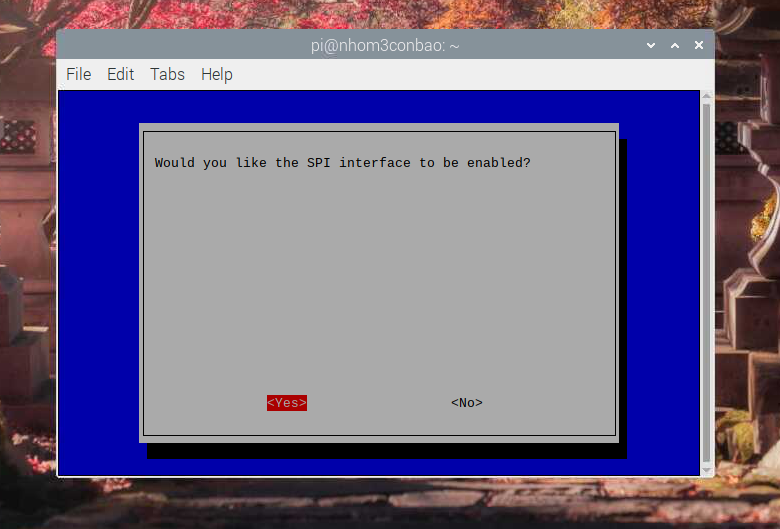 pi@nhom3conbao: ~
File Edit Tabs Help
Would you like the SPI interface to be enabled?
<Yes> <No>